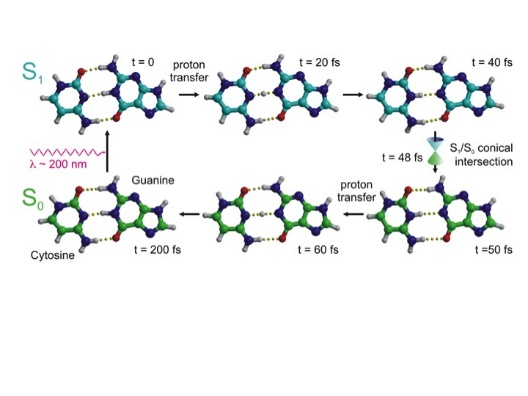 S1
t = 0
proton
transfer
t = 20 fs
t = 40 fs
λ ~ 200 nm
t = 48 fs
S1/S0 conical
intersection
S0
Guanine
Cytosine
t = 200 fs
t = 60 fs
proton
transfer
t =50 fs